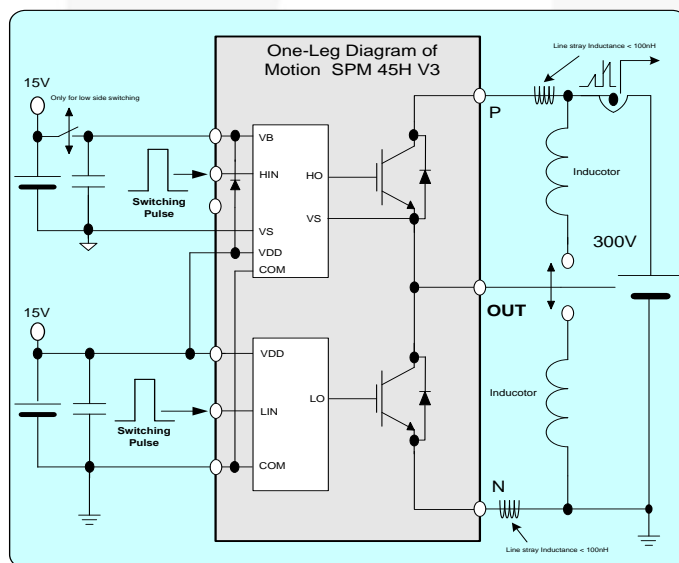 One-Leg Diagram of
Motion SPM 45H V3
Line stray Inductance < 100nH
15V
Only for low side switching
P
VB
HIN
HO
Switching
Pulse
VS
VS
VDD
COM
Inducotor
300V
OUT
15V
VDD
LIN
LO
Switching
Pulse
COM
Inducotor
N
Line stray Inductance < 100nH